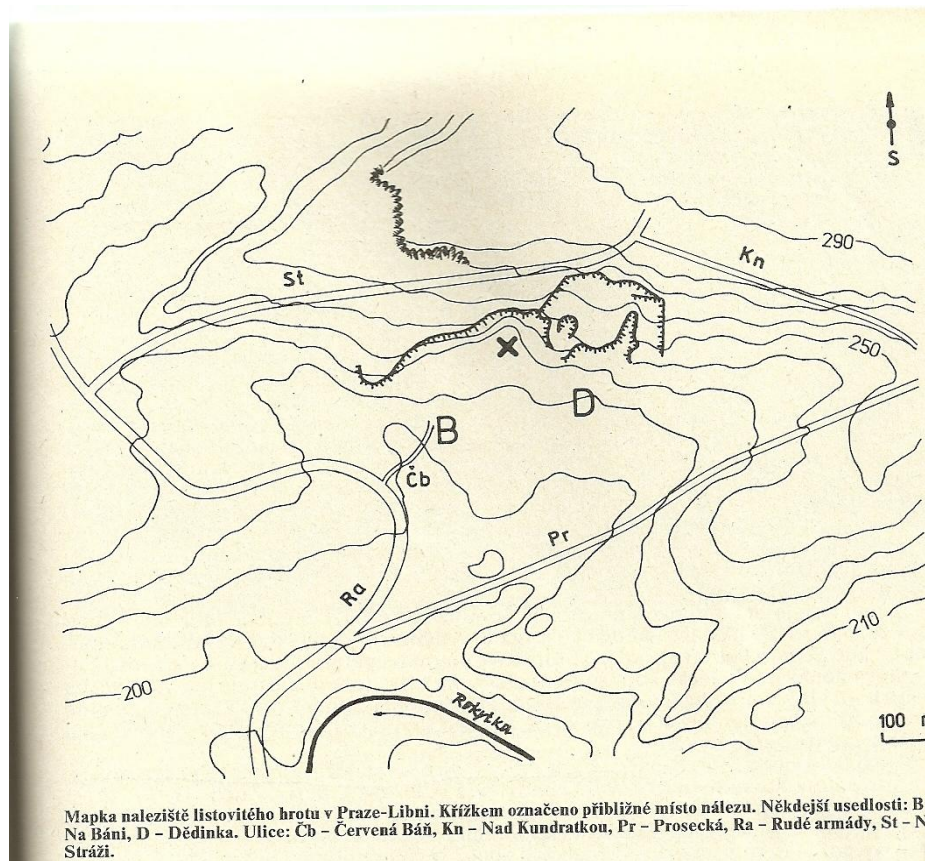 S
290
Kn
St
250
D
B
Čb
Pr
Ra
210
200
Rokytka
100
Mapka naleziště listovitého hrotu v Praze-Libni. Křížkem označeno přibližné místo nálezu. Někdejší usedlosti: B
Na Báni, D – Dědinka. Ulice: Čb – Červená Báň, Kn – Nad Kundratkou, Pr – Prosecká, Ra – Rudé armády, St – N
Stráži.